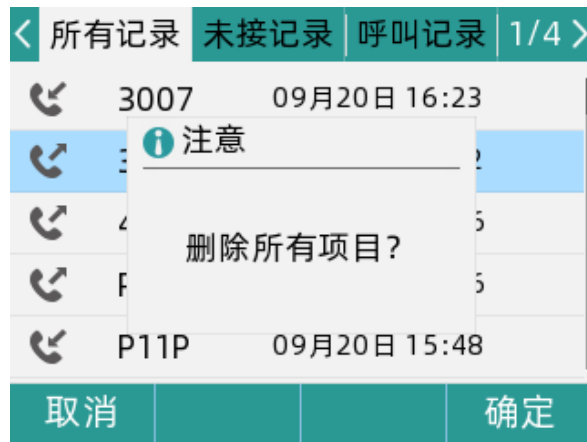 所有记录 未接记录 呼叫记录 1/4
3007 09月20日 16:23
注意
删除所有项目?
P11P 09月20日 15:48
取消 确定